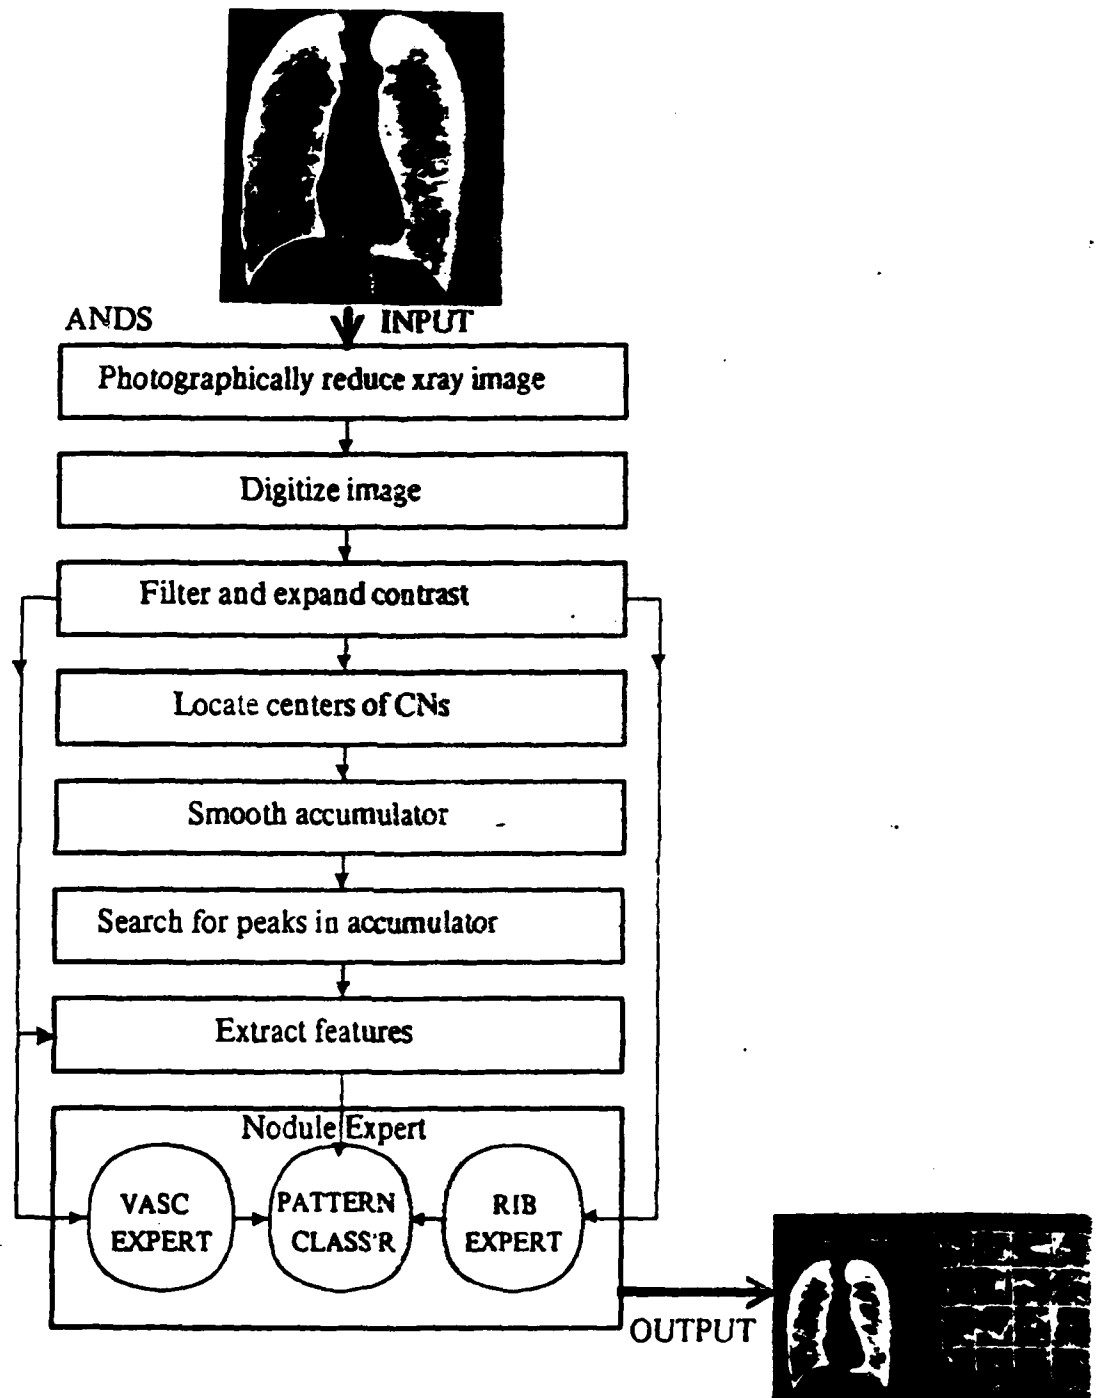 ANDS
INPUT
Photographically reduce xray image
Digitize image
Filter and expand contrast
Locate centers of CNs
Smooth accumulator
Search for peaks in accumulator
Extract features
Nodule Expert
VASC
EXPERT
PATTERN
CLASS'R
RIB
EXPERT
OUTPUT